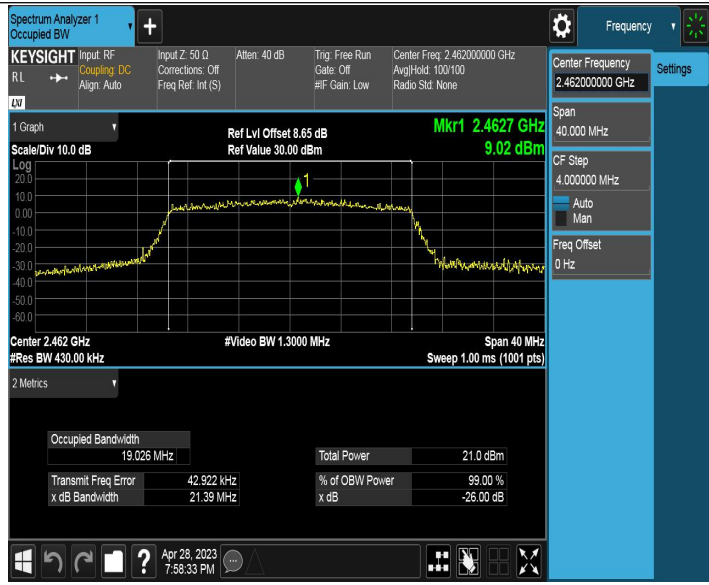 Spectrum Analyzer 1
Occupied BW
Frequency
KEYSIGHT
RL
LXI
Input: RF
Coupling: DC
Align: Auto
Input Z: 50 Ω
Corrections: Off
Freq Ref: Int (S)
Atten: 40 dB
Trig: Free Run
Gate: Off
#IF Gain: Low
Center Freq: 2.462000000 GHz
Avg|Hold: 100/100
Radio Std: None
Center Frequency
2.462000000 GHz
Settings
Span
40.000 MHz
CF Step
4.000000 MHz
Auto
Man
Freq Offset
0 Hz
1 Graph
Scale/Div 10.0 dB
Ref Lvl Offset 8.65 dB
Ref Value 30.00 dBm
Mkr1 2.4627 GHz
9.02 dBm
Log
20.0
10.0
0.00
-10.0
-20.0
-30.0
-40.0
-50.0
-60.0
1
Center 2.462 GHz
#Video BW 1.3000 MHz
Span 40 MHz
#Res BW 430.00 kHz
Sweep 1.00 ms (1001 pts)
2 Metrics
Occupied Bandwidth
19.026 MHz
Total Power 21.0 dBm
Transmit Freq Error 42.922 kHz
% of OBW Power 99.00 %
x dB Bandwidth 21.39 MHz
x dB -26.00 dB
?
Apr 28, 2023
7:58:33 PM